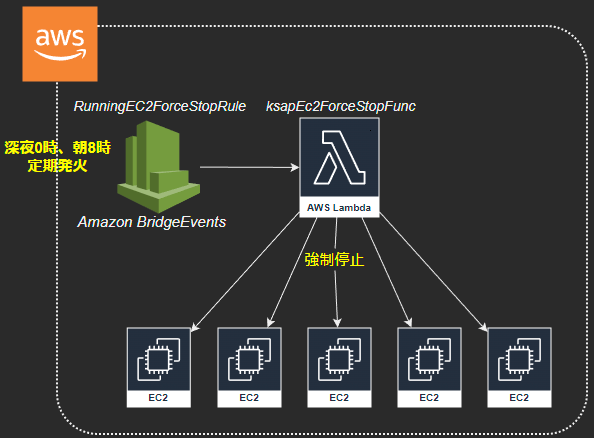 aws
RunningEC2ForceStopRule
ksapEc2ForceStopFunc
深夜0時、朝8時
定期発火
AWS Lambda
Amazon BridgeEvents
強制停止
EC2
EC2
EC2
EC2
EC2